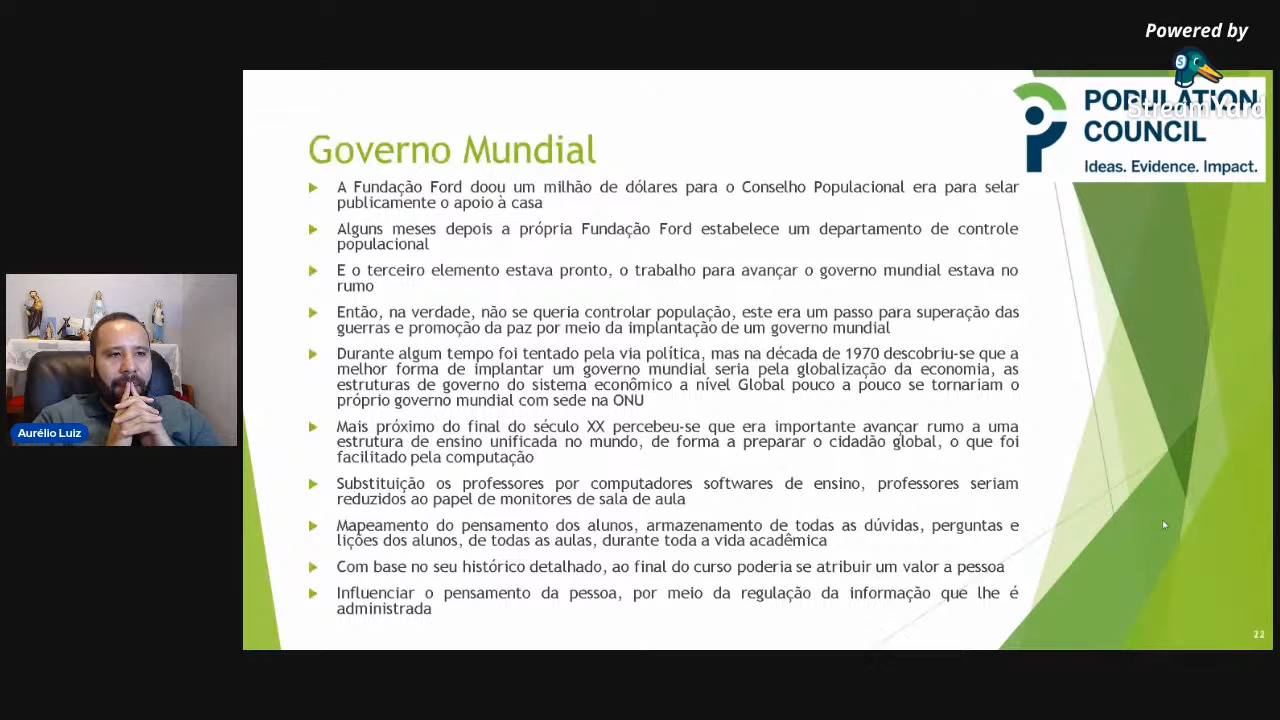 Powered by
StreamYard
POPULATION
COUNCIL
Ideas. Evidence. Impact.
Governo Mundial
A Fundação Ford doou um milhão de dólares para o Conselho Populacional era para selar
publicamente o apoio à casa
Alguns meses depois a própria Fundação Ford estabelece um departamento de controle
populacional
E o terceiro elemento estava pronto, o trabalho para avançar o governo mundial estava no
rumo
Então, na verdade, não se queria controlar população, este era um passo para superação das
guerras e promoção da paz por meio da implantação de um governo mundial
Durante algum tempo foi tentado pela via política, mas na década de 1970 descobriu-se que a
melhor forma de implantar um governo mundial seria pela globalização da economia, as
estruturas de governo do sistema econômico a nível Global pouco a pouco se tornariam o
próprio governo mundial com sede na ONU
Mais próximo do final do século XX percebeu-se que era importante avançar rumo a uma
estrutura de ensino unificada no mundo, de forma a preparar o cidadão global, o que foi
facilitado pela computação
Substituição os professores por computadores softwares de ensino, professores seriam
reduzidos ao papel de monitores de sala de aula
Mapeamento do pensamento dos alunos, armazenamento de todas as dúvidas, perguntas e
lições dos alunos, de todas as aulas, durante toda a vida acadêmica
Com base no seu histórico detalhado, ao final do curso poderia se atribuir um valor a pessoa
Influenciar o pensamento da pessoa, por meio da regulação da informação que lhe é
administrada
Aurélio Luiz
22